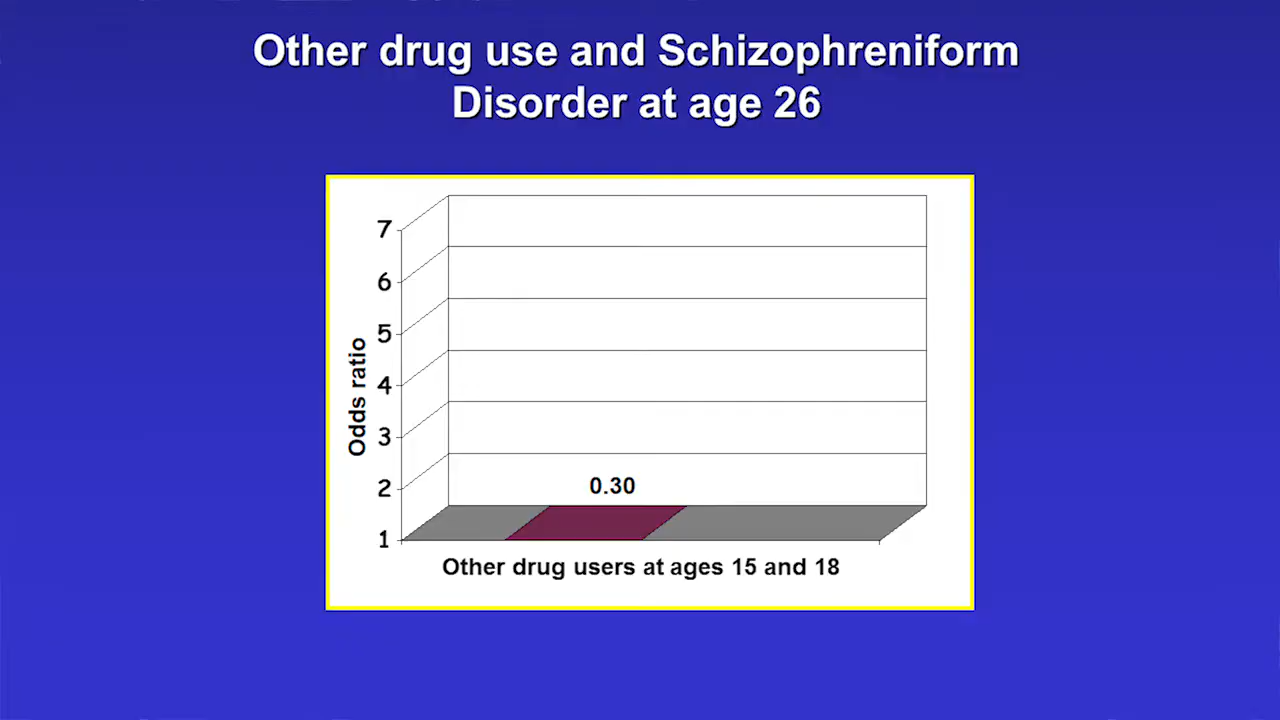 Other drug use and Schizophreniform
Disorder at age 26
7
6
5
4
3
2
1
Odds ratio
0.30
Other drug users at ages 15 and 18